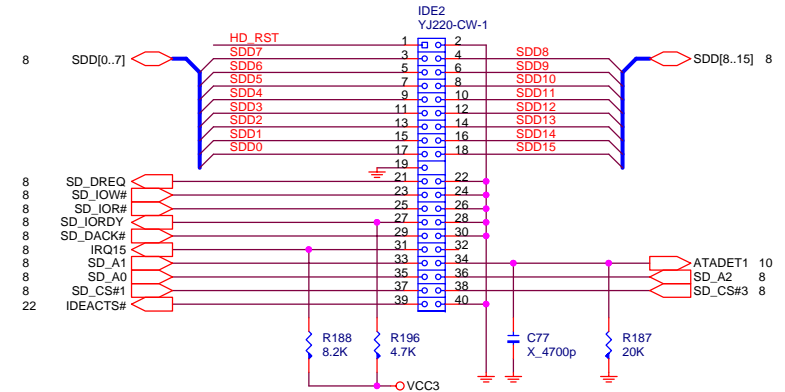 IDE2
YJ220-CW-1
HD_RST 1 2
8 SDD[0..7] SDD7 3 4 SDD8 SDD[8..15] 8
SDD6 5 6 SDD9
SDD5 7 8 SDD10
SDD4 9 10 SDD11
SDD3 11 12 SDD12
SDD2 13 14 SDD13
SDD1 15 16 SDD14
SDD0 17 18 SDD15
19
8 SD_DREQ 21 22
8 SD_IOW# 23 24
8 SD_IOR# 25 26
8 SD_IORDY 27 28
8 SD_DACK# 29 30
8 IRQ15 31 32
8 SD_A1 33 34 ATADET1 10
8 SD_A0 35 36 SD_A2 8
8 SD_CS#1 37 38 SD_CS#3 8
22 IDEACTS# 39 40
R188 R196 C77 R187
8.2K 4.7K X_4700p 20K
VCC3